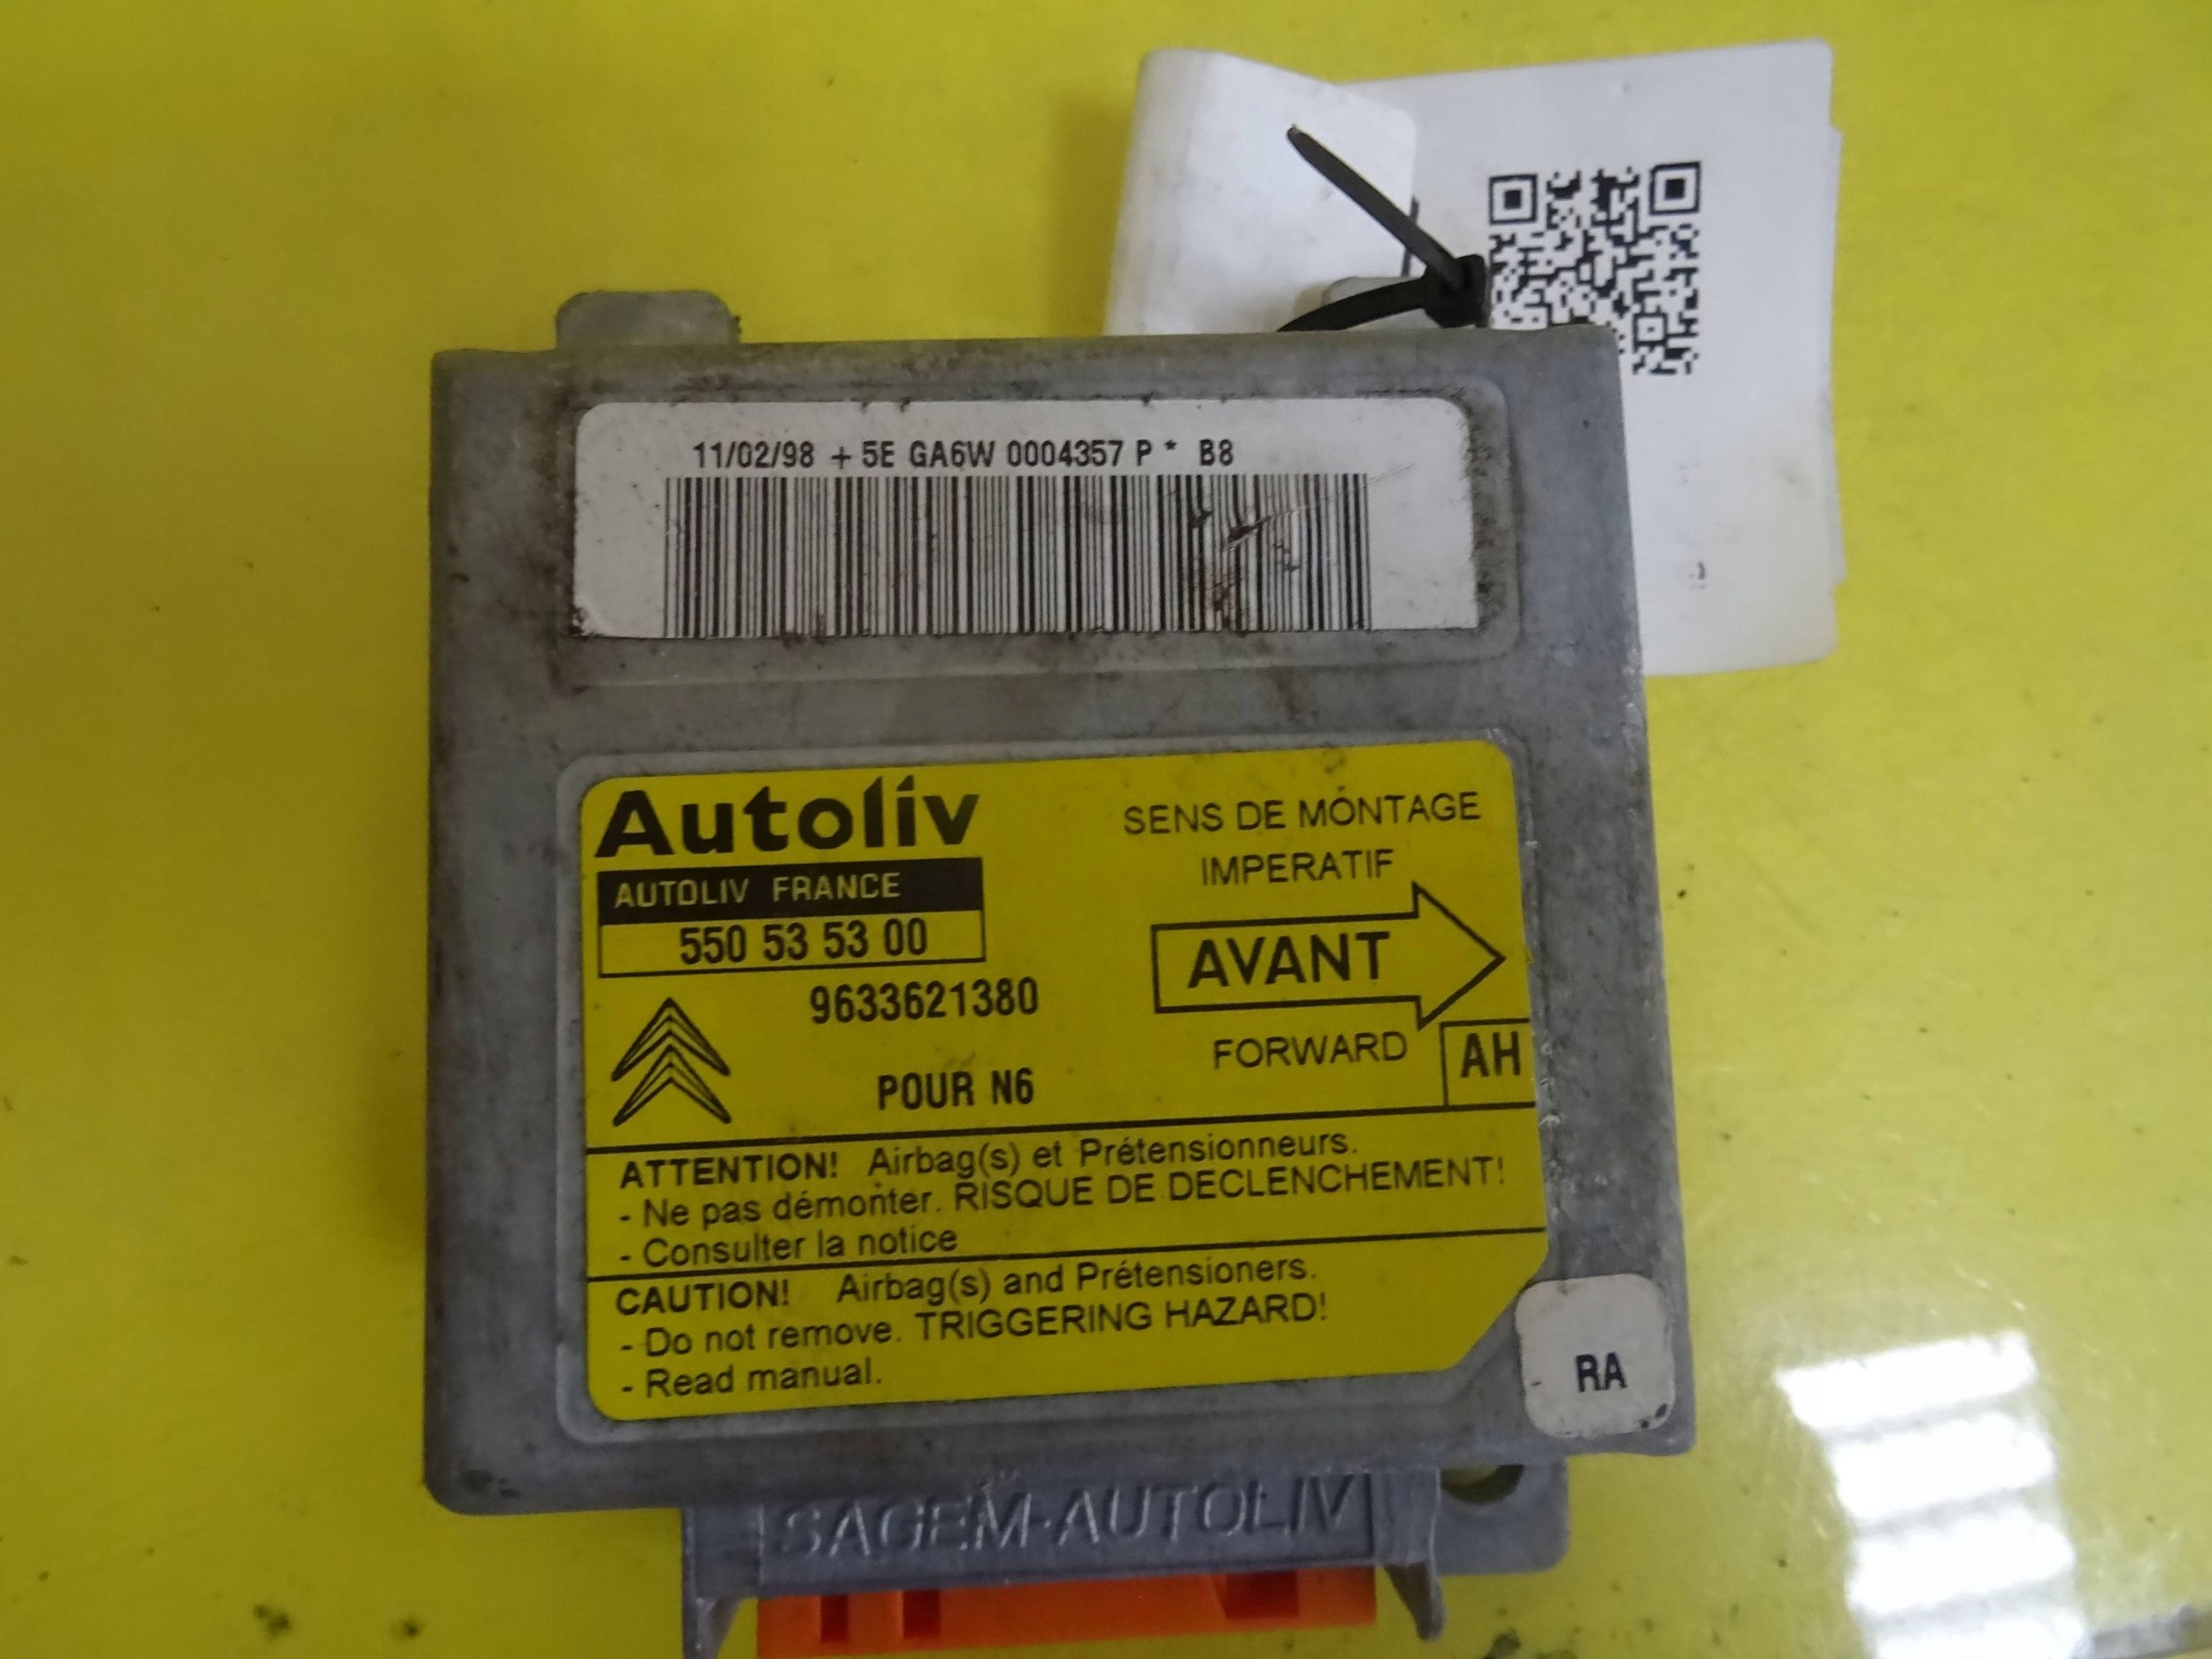 11/02/98 + 5E GA6W 0004357 P * B8
Autoliv
AUTOLIV FRANCE
550 53 53 00
9633621380
POUR N6
SENS DE MONTAGE
IMPERATIF
AVANT
FORWARD
AH
ATTENTION! Airbag(s) et Prétensionneurs.
- Ne pas démonter. RISQUE DE DECLENCHEMENT!
- Consulter la notice
CAUTION! Airbag(s) and Prétensioners.
- Do not remove. TRIGGERING HAZARD!
- Read manual.
RA
SAGEM-AUTOLIV